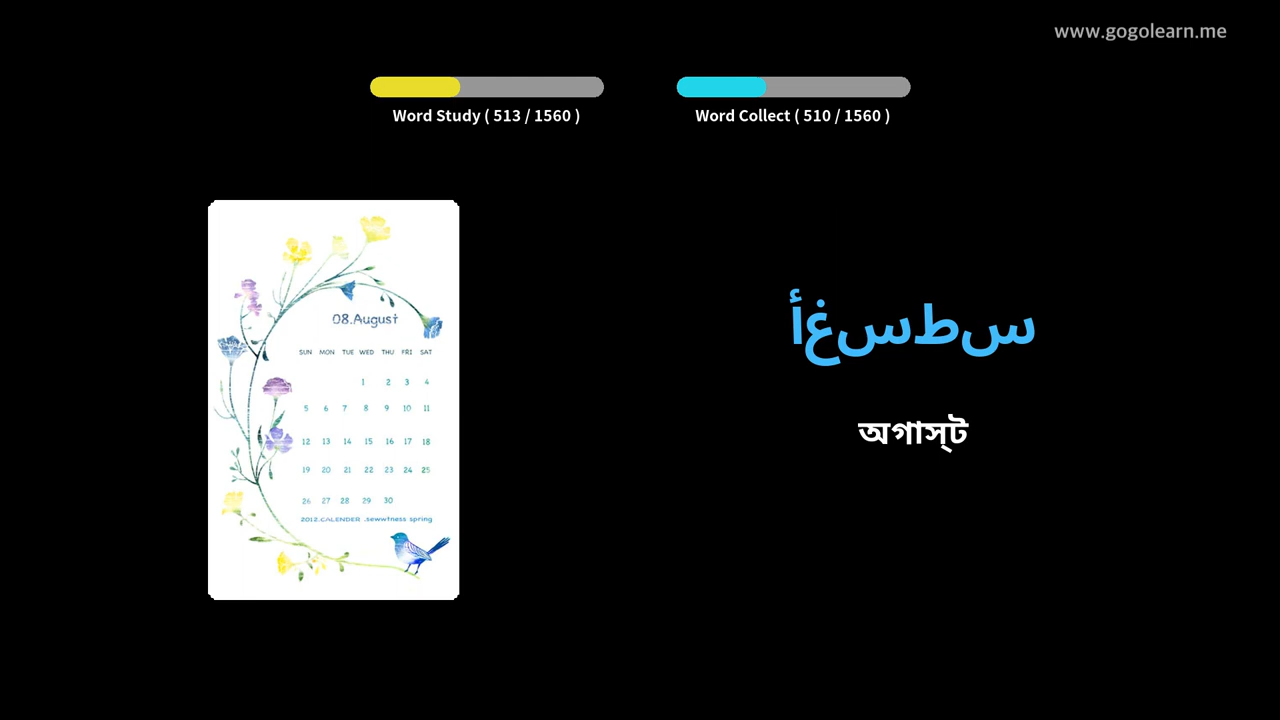 www.gogolearn.me
Word Study ( 513 / 1560 )
Word Collect ( 510 / 1560 )
08.August
SUN MON TUE WED THU FRI SAT
1 2 3 4
5 6 7 8 9 10 11
12 13 14 15 16 17 18
19 20 21 22 23 24 25
26 27 28 29 30
2012.CALENDER .sewwtness spring
سطسغأ
অগাস্ট